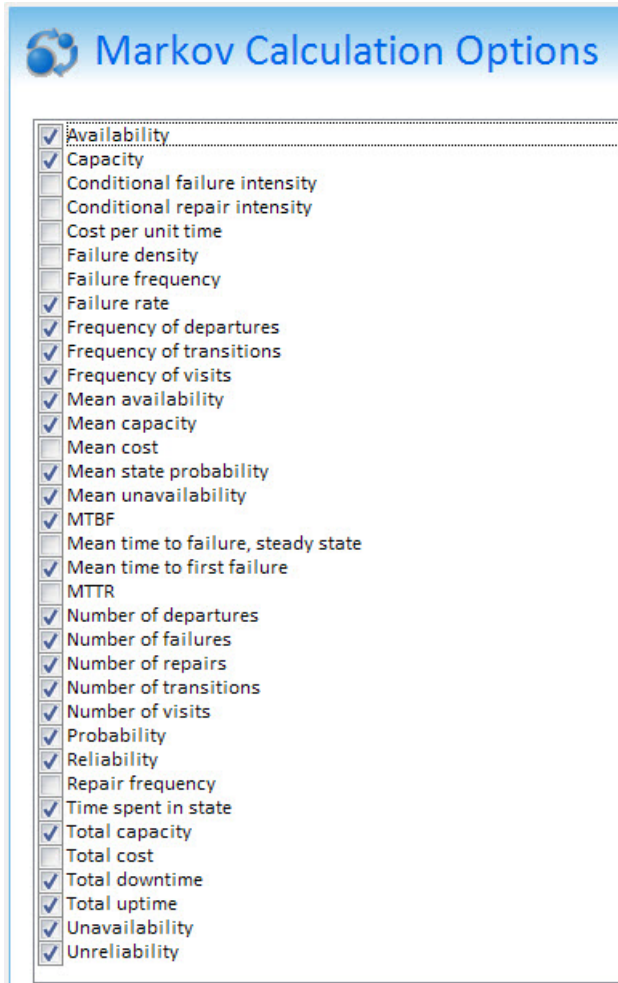 Markov Calculation Options
Availability
Capacity
Conditional failure intensity
Conditional repair intensity
Cost per unit time
Failure density
Failure frequency
Failure rate
Frequency of departures
Frequency of transitions
Frequency of visits
Mean availability
Mean capacity
Mean cost
Mean state probability
Mean unavailability
MTBF
Mean time to failure, steady state
Mean time to first failure
MTTR
Number of departures
Number of failures
Number of repairs
Number of transitions
Number of visits
Probability
Reliability
Repair frequency
Time spent in state
Total capacity
Total cost
Total downtime
Total uptime
Unavailability
Unreliability